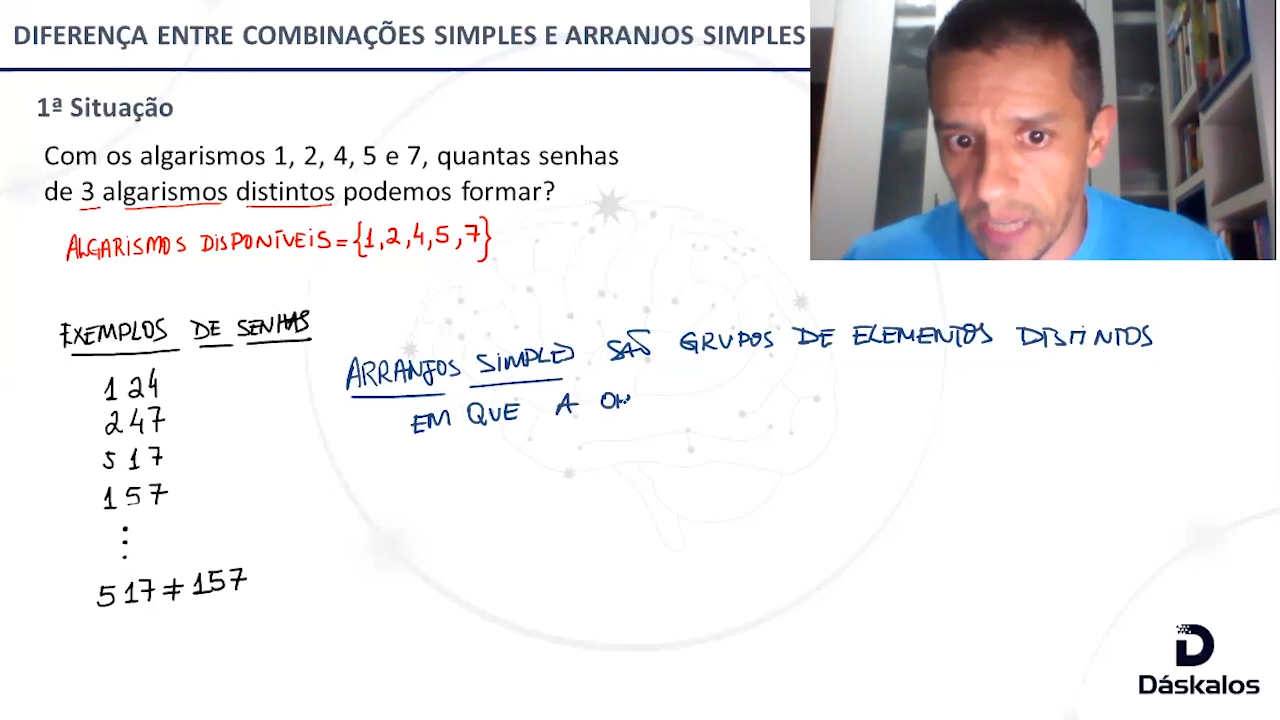 DIFERENÇA ENTRE COMBINAÇÕES SIMPLES E ARRANJOS SIMPLES
1ª Situação
Com os algarismos 1, 2, 4, 5 e 7, quantas senhas
de 3 algarismos distintos podemos formar?
ALGARISMOS DISPONÍVEIS = {1,2,4,5,7}
EXEMPLOS DE SENHAS
124
247
517
157
⋮
517 ≠ 157
ARRANJOS SIMPLES SÃO GRUPOS DE ELEMENTOS DISTINTOS
EM QUE A OR
Dáskalos